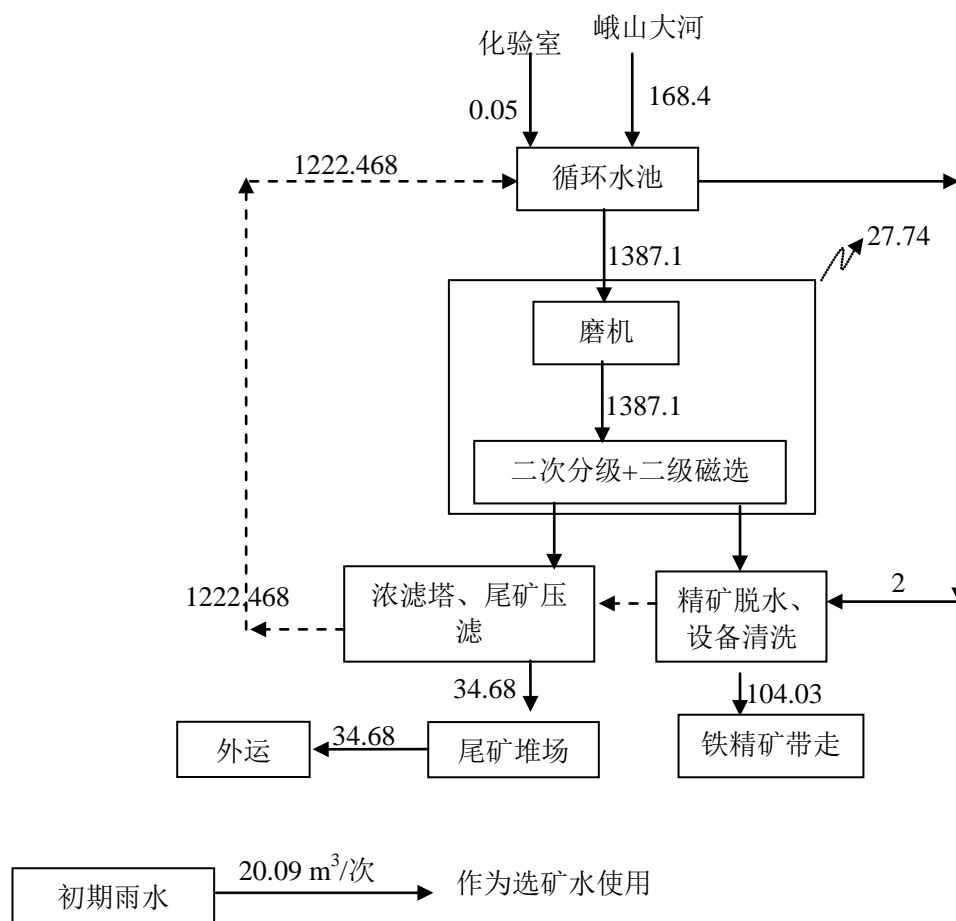 化验室
峨山大河
0.05
168.4
1222.468
循环水池
27.74
1387.1
磨机
1387.1
二次分级+二级磁选
1222.468
浓滤塔、尾矿压
滤
精矿脱水、
设备清洗
2
34.68
104.03
外运
34.68
尾矿堆场
铁精矿带走
初期雨水
20.09 m³/次
作为选矿水使用